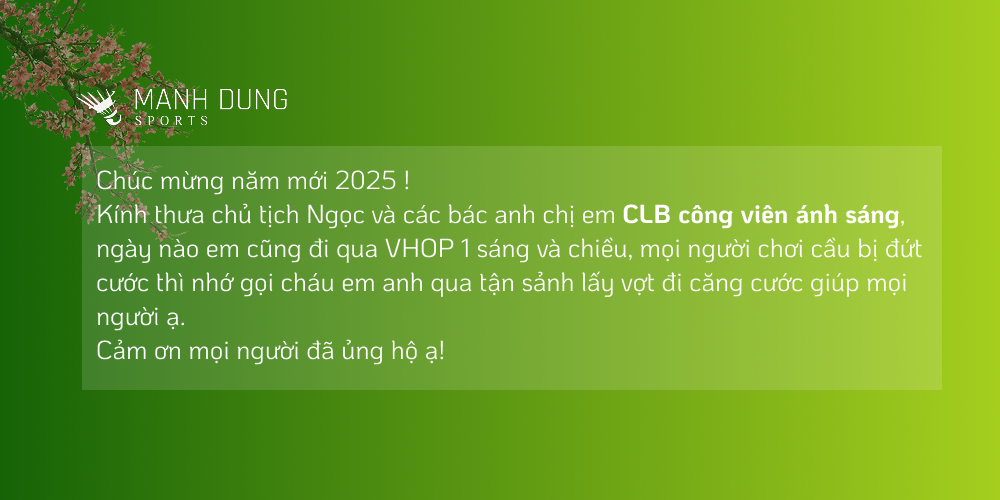 MANH DUNG
SPORTS
Chúc mừng năm mới 2025 !
Kính thưa chủ tịch Ngọc và các bác anh chị em CLB công viên ánh sáng,
ngày nào em cũng đi qua VHOP 1 sáng và chiều, mọi người chơi cầu bị đứt
cước thì nhớ gọi cháu em anh qua tận sảnh lấy vợt đi căng cước giúp mọi
người ạ.
Cảm ơn mọi người đã ủng hộ ạ!